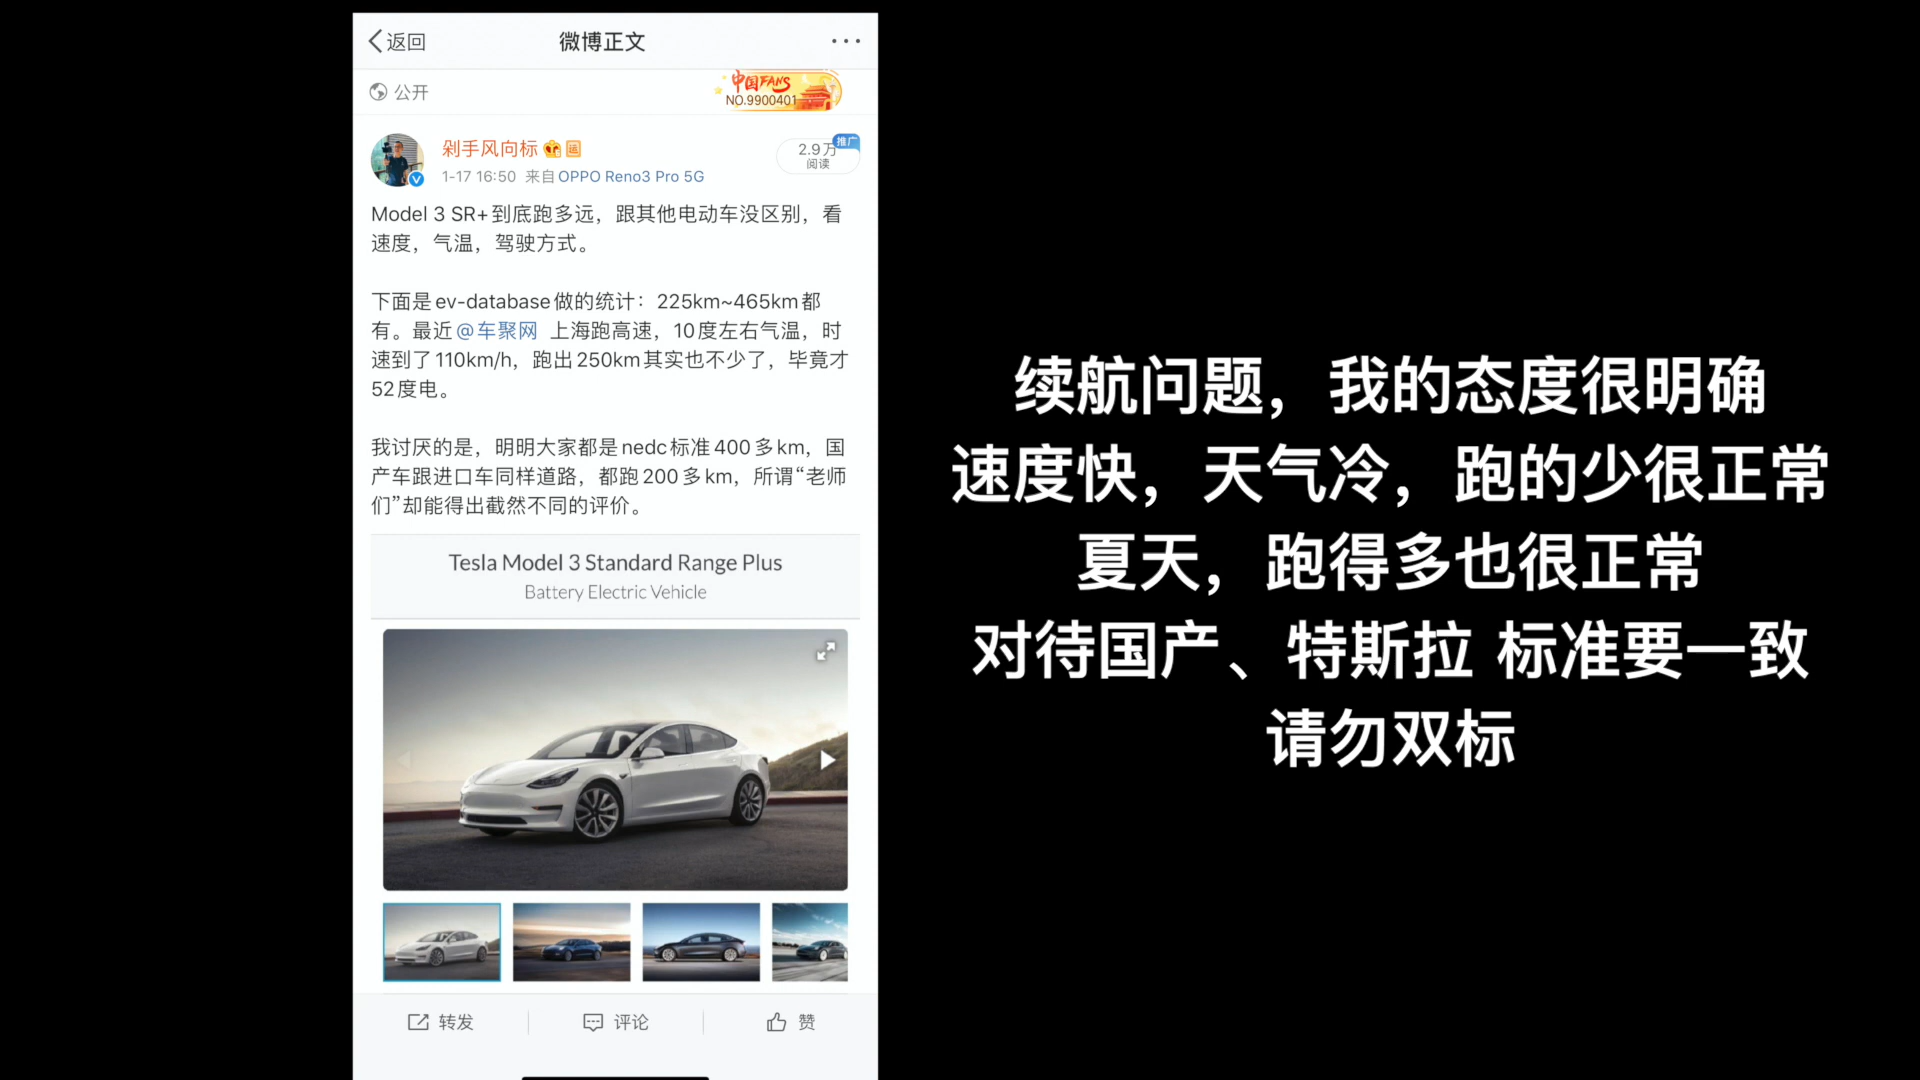 返回
微博正文
公开
中国FANS
NO.9900401
剁手风向标
运
2.9万
推广
阅读
1-17 16:50 来自OPPO Reno3 Pro 5G
Model 3 SR+到底跑多远，跟其他电动车没区别，看
速度，气温，驾驶方式。
下面是ev-database做的统计：225km~465km都
有。最近@车聚网 上海跑高速，10度左右气温，时
速到了110km/h，跑出250km其实也不少了，毕竟才
52度电。
我讨厌的是，明明大家都是nedc标准400多km，国
产车跟进口车同样道路，都跑200多km，所谓“老师
们”却能得出截然不同的评价。
Tesla Model 3 Standard Range Plus
Battery Electric Vehicle
转发
评论
赞
续航问题，我的态度很明确
速度快，天气冷，跑的少很正常
夏天，跑得多也很正常
对待国产、特斯拉 标准要一致
请勿双标